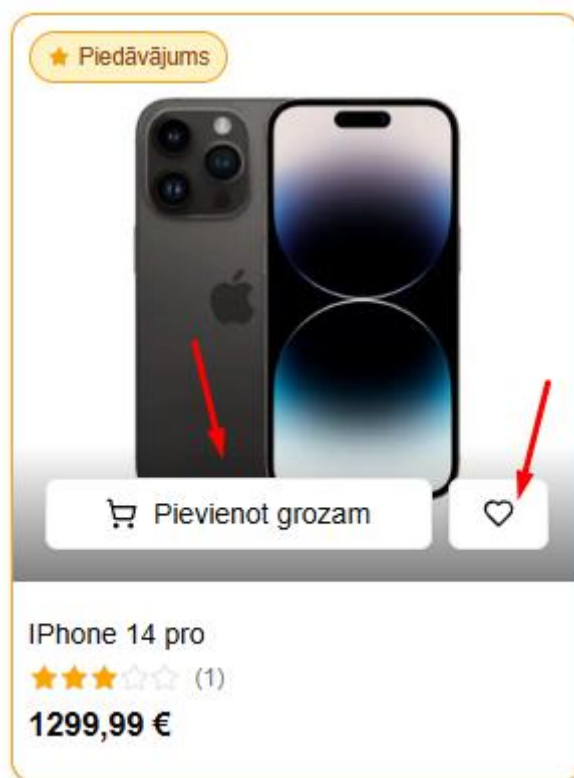 Piedāvājums
Pievienot grozam
IPhone 14 pro
(1)
1299,99 €